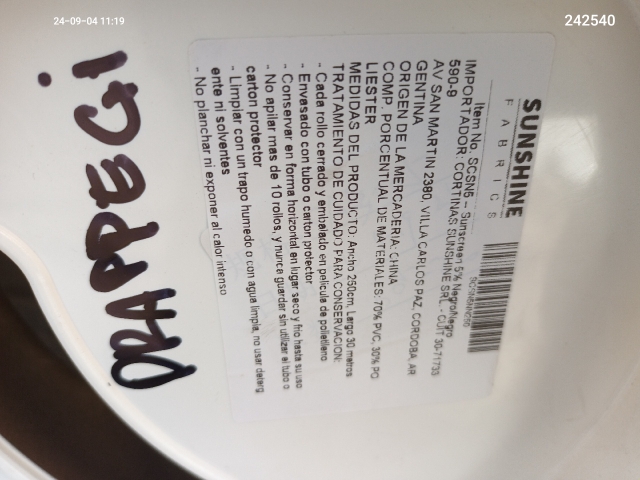 24-09-04 11:19
242540
SUNSHINE
FABRICS
Item No. SCSN5 - Sunscreen 5% Negro/Negro
IMPORTADOR: CORTINAS SUNSHINE SRL - CUIT 30-71733
590-9
AV SAN MARTIN 2380, VILLA CARLOS PAZ, CORDOBA, AR
GENTINA
ORIGEN DE LA MERCADERIA: CHINA
COMP. PORCENTUAL DE MATERIALES: 70% PVC, 30% PO
LIESTER
MEDIDAS DEL PRODUCTO: Ancho 250cm, Largo 30 metros
TRATAMIENTO DE CUIDADO PARA CONSERVACION:
- Cada rollo cerrado y embalado en pelicula de polietileno
- Envasado con tubo o carton protector
- Conservar en forma horizontal en lugar seco y frio hasta su uso
- No apilar mas de 10 rollos, y nunca guardar sin utilizar el tubo o
carton protector
- Limpiar con un trapo humedo o con agua limpia, no usar deterg
ente ni solventes
- No planchar ni exponer al calor intenso